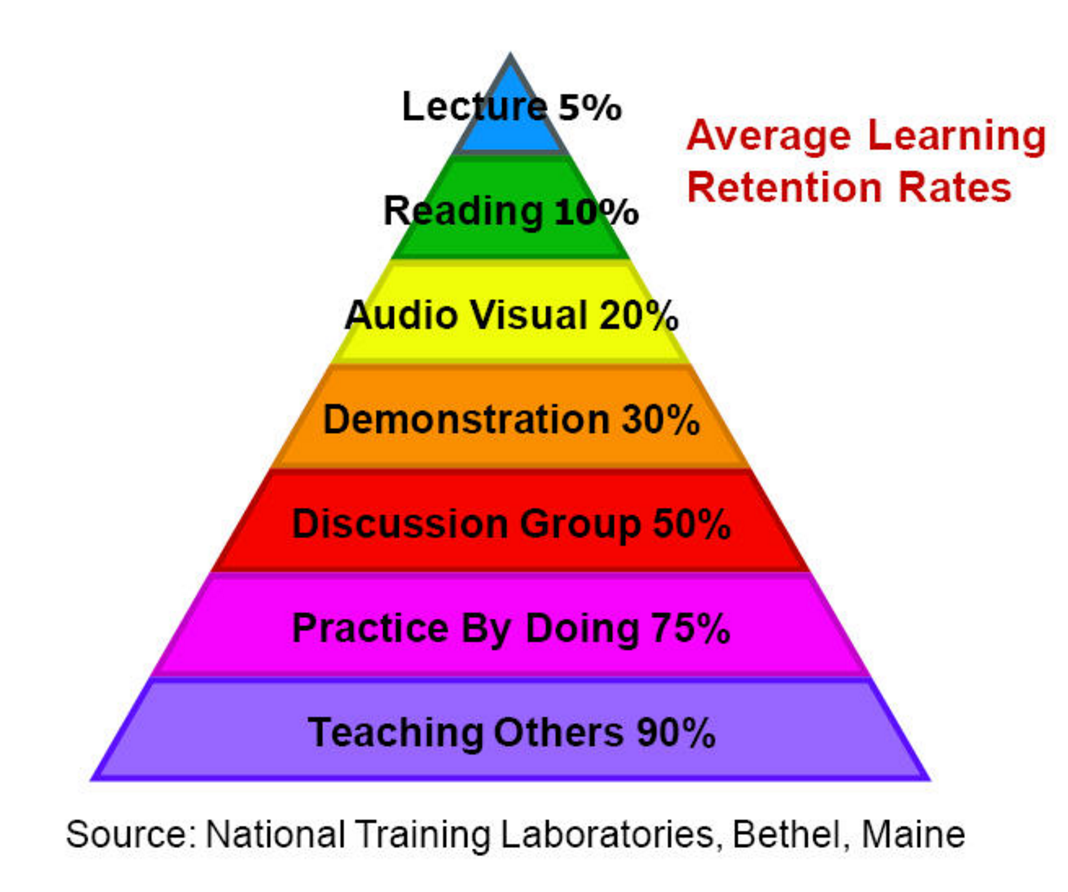 Lecture 5%
Average Learning
Retention Rates
Reading 10%
Audio Visual 20%
Demonstration 30%
Discussion Group 50%
Practice By Doing 75%
Teaching Others 90%
Source: National Training Laboratories, Bethel, Maine